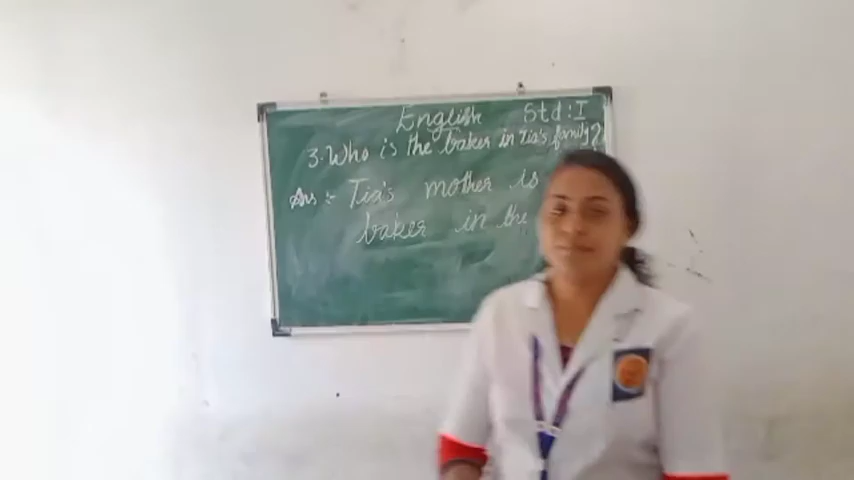 English Std:I
3. Who is the baker in Tia's family?
Ans :- Tia's mother is
baker in the